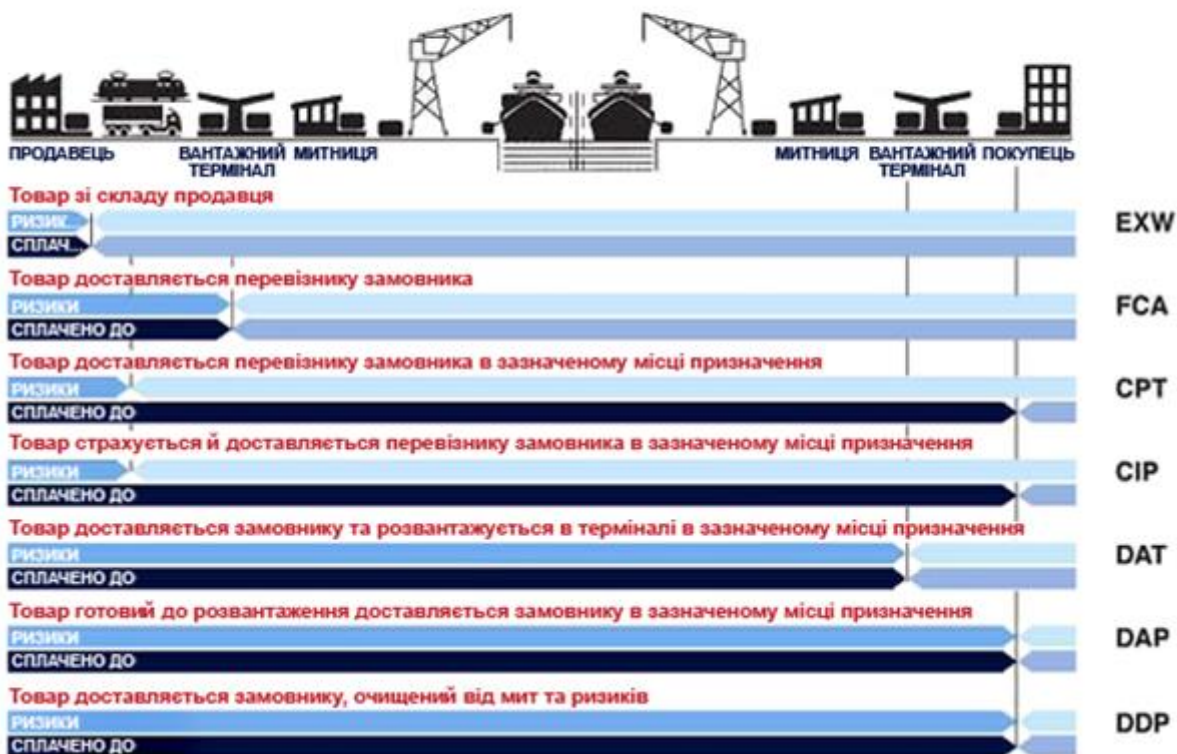 ПРОДАВЕЦЬ
ВАНТАЖНИЙ ТЕРМІНАЛ
МИТНИЦЯ
МИТНИЦЯ
ВАНТАЖНИЙ ТЕРМІНАЛ
ПОКУПЕЦЬ
Товар зі складу продавця
РИЗИК...
СПЛАЧ...
EXW
Товар доставляється перевізнику замовника
РИЗИКИ
СПЛАЧЕНО ДО
FCA
Товар доставляється перевізнику замовника в зазначеному місці призначення
РИЗИКИ
СПЛАЧЕНО ДО
CPT
Товар страхується й доставляється перевізнику замовника в зазначеному місці призначення
РИЗИКИ
СПЛАЧЕНО ДО
CIP
Товар доставляється замовнику та розвантажується в терміналі в зазначеному місці призначення
РИЗИКИ
СПЛАЧЕНО ДО
DAT
Товар готовий до розвантаження доставляється замовнику в зазначеному місці призначення
РИЗИКИ
СПЛАЧЕНО ДО
DAP
Товар доставляється замовнику, очищений від мит та ризиків
РИЗИКИ
СПЛАЧЕНО ДО
DDP